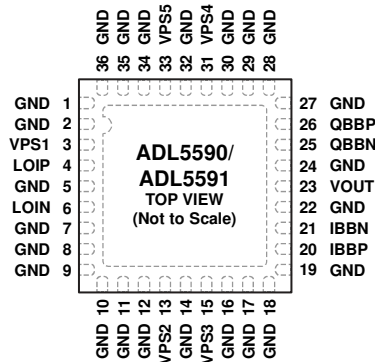 36 GND
35 GND
34 GND
33 VPS5
32 GND
31 VPS4
30 GND
29 GND
28 GND
GND 1
GND 2
VPS1 3
LOIP 4
GND 5
LOIN 6
GND 7
GND 8
GND 9
ADL5590/
ADL5591
TOP VIEW
(Not to Scale)
27 GND
26 QBBP
25 QBBN
24 GND
23 VOUT
22 GND
21 IBBN
20 IBBP
19 GND
GND 10
GND 11
GND 12
VPS2 13
GND 14
VPS3 15
GND 16
GND 17
GND 18